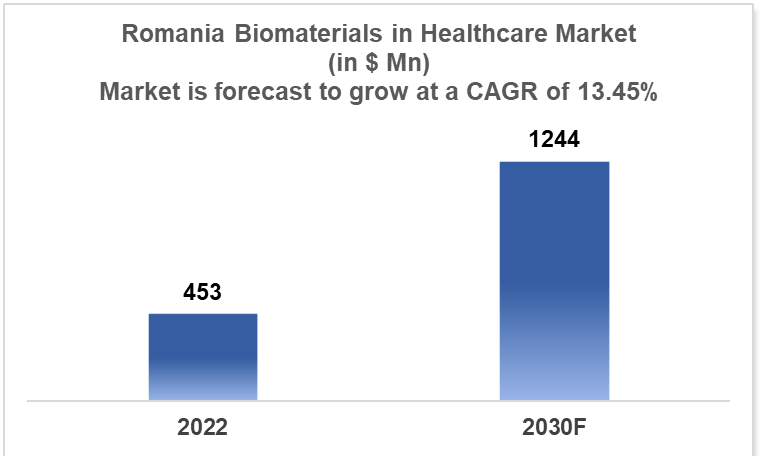 Romania Biomaterials in Healthcare Market
(in $ Mn)
Market is forecast to grow at a CAGR of 13.45%
1244
453
2022
2030F